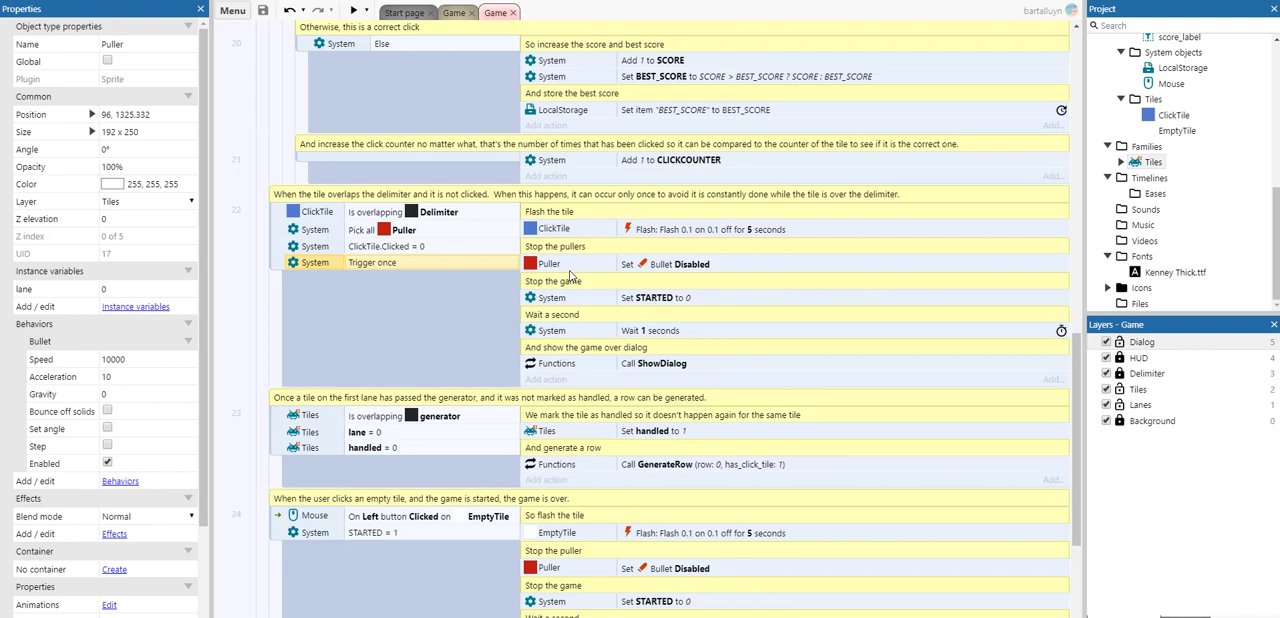 Properties
Object type properties
Name Puller
Global
Plugin Sprite
Common
Position 96, 1325.332
Size 192 x 250
Angle 0°
Opacity 100%
Color 255, 255, 255
Layer Tiles
Z elevation 0
Z index 0 of 5
UID 17
Instance variables
lane 0
Add / edit Instance variables
Behaviors
Bullet
Speed 10000
Acceleration 10
Gravity 0
Bounce off solids
Set angle
Step
Enabled
Add / edit Behaviors
Effects
Blend mode Normal
Add / edit Effects
Container
No container Create
Properties
Animations Edit
Menu
Start page
Game
Game
bartalluyn
Otherwise, this is a correct click
20 System Else
So increase the score and best score
System Add 1 to SCORE
System Set BEST_SCORE to SCORE > BEST_SCORE ? SCORE : BEST_SCORE
And store the best score
LocalStorage Set item "BEST_SCORE" to BEST_SCORE
Add action Add...
And increase the click counter no matter what, that's the number of times that has been clicked so it can be compared to the counter of the tile to see if it is the correct one.
21 System Add 1 to CLICKCOUNTER
Add action Add...
When the tile overlaps the delimiter and it is not clicked. When this happens, it can occur only once to avoid it is constantly done while the tile is over the delimiter.
22 ClickTile Is overlapping Delimiter
System Pick all Puller
System ClickTile.Clicked = 0
System Trigger once
Flash the tile
ClickTile Flash: Flash 0.1 on 0.1 off for 5 seconds
Stop the pullers
Puller Set Bullet Disabled
Stop the game
System Set STARTED to 0
Wait a second
System Wait 1 seconds
And show the game over dialog
Functions Call ShowDialog
Add action Add...
Once a tile on the first lane has passed the generator, and it was not marked as handled, a row can be generated.
23 Tiles Is overlapping generator
Tiles lane = 0
Tiles handled = 0
We mark the tile as handled so it doesn't happen again for the same tile
Tiles Set handled to 1
And generate a row
Functions Call GenerateRow (row: 0, has_click_tile: 1)
Add action Add...
When the user clicks an empty tile, and the game is started, the game is over.
24 Mouse On Left button Clicked on EmptyTile
System STARTED = 1
So flash the tile
EmptyTile Flash: Flash 0.1 on 0.1 off for 5 seconds
Stop the puller
Puller Set Bullet Disabled
Stop the game
System Set STARTED to 0
Wait a second
Project
Search
score_label
System objects
LocalStorage
Mouse
Tiles
ClickTile
EmptyTile
Families
Tiles
Timelines
Eases
Sounds
Music
Videos
Fonts
Kenney Thick.ttf
Icons
Files
Layers - Game
Dialog 5
HUD 4
Delimiter 3
Tiles 2
Lanes 1
Background 0